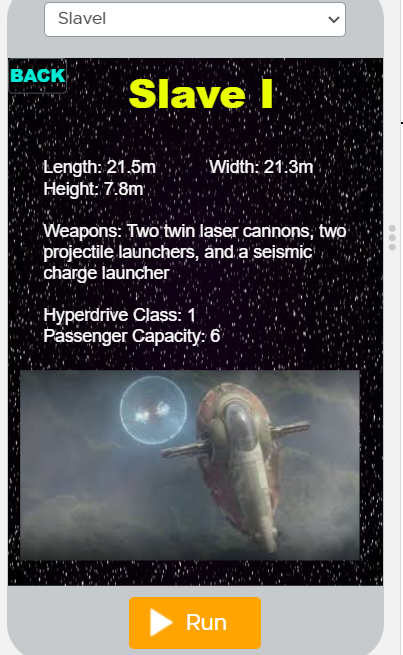 SlaveI
BACK
Slave I
Length: 21.5m Width: 21.3m
Height: 7.8m
Weapons: Two twin laser cannons, two
projectile launchers, and a seismic
charge launcher
Hyperdrive Class: 1
Passenger Capacity: 6
Run